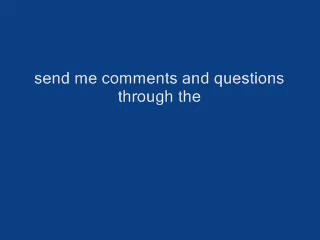 send me comments and questions
through the